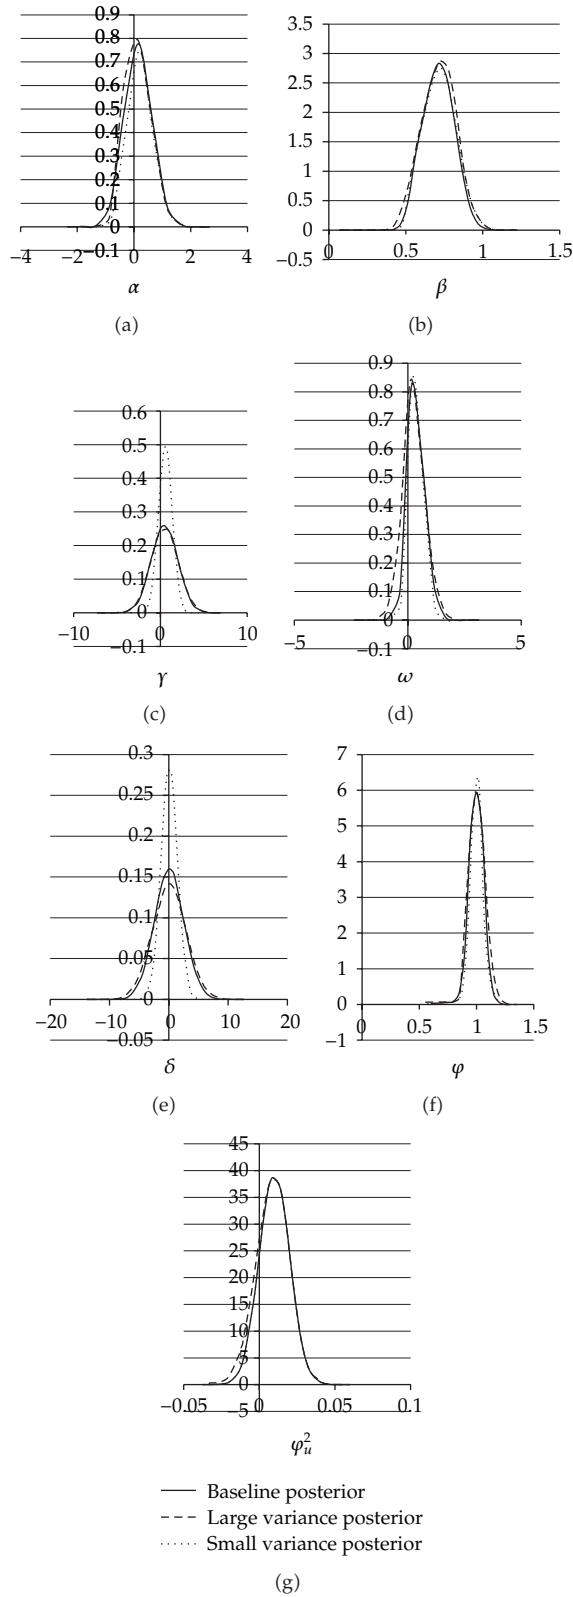 0.9
0.8
0.7
0.6
0.5
0.4
0.3
0.2
0.1
0
−0.1
−4 −2 0 2 4
α
(a)
3.5
3
2.5
2
1.5
1
0.5
0
−0.5
0 0.5 1 1.5
β
(b)
0.6
0.5
0.4
0.3
0.2
0.1
0
−0.1
−10 0 10
γ
(c)
0.9
0.8
0.7
0.6
0.5
0.4
0.3
0.2
0.1
0
−0.1
−5 0 5
ω
(d)
0.3
0.25
0.2
0.15
0.1
0.05
0
−0.05
−20 −10 0 10 20
δ
(e)
7
6
5
4
3
2
1
0
−1
0 0.5 1 1.5
φ
(f)
45
40
35
30
25
20
15
10
5
0
−5
−0.05 0 0.05 0.1
φ²ᵤ
Baseline posterior
Large variance posterior
Small variance posterior
(g)